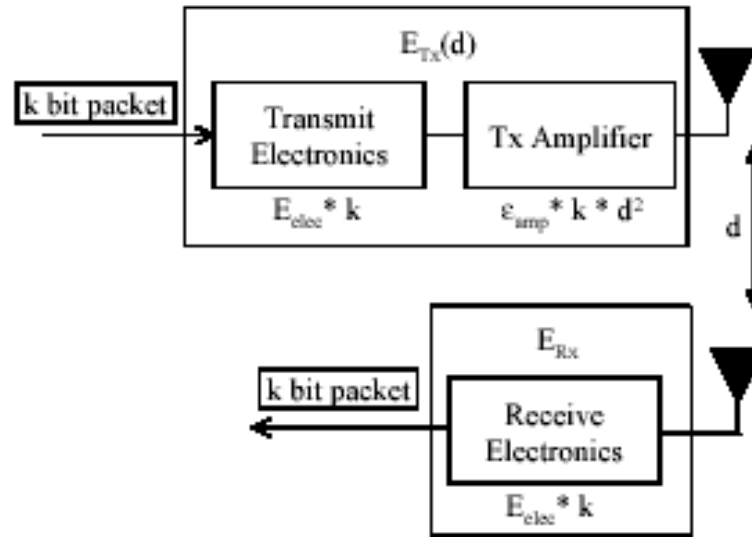 E_Tx(d)
k bit packet
Transmit
Electronics
Tx Amplifier
E_elec * k
ε_amp * k * d²
d
E_Rx
k bit packet
Receive
Electronics
E_elec * k